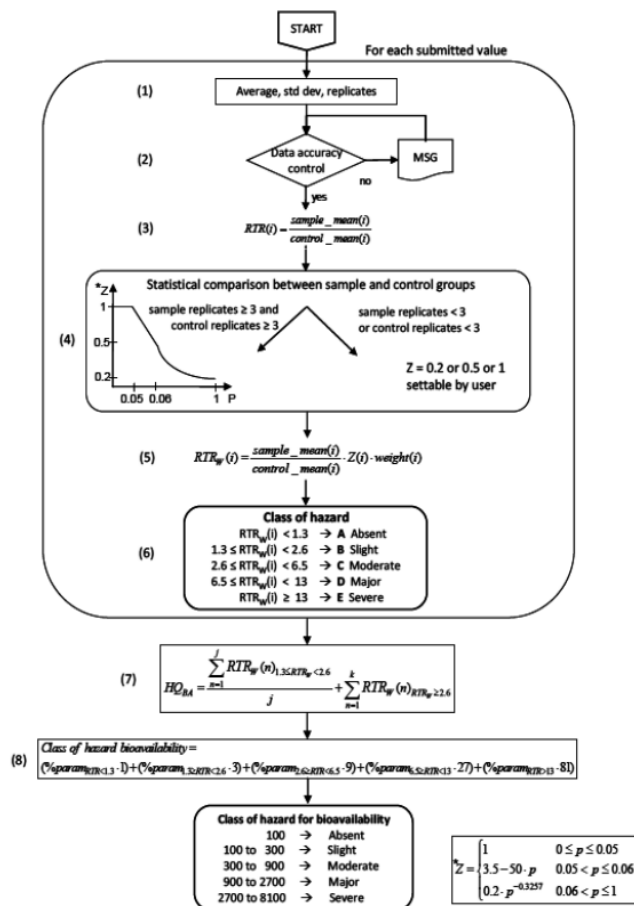 START
For each submitted value
(1)
Average, std dev, replicates
(2)
Data accuracy
control
MSG
no
yes
(3)
RTR(i) = sample_mean(i) / control_mean(i)
Statistical comparison between sample and control groups
(4)
*Z
1
0.5
0.2
0.05 0.06 1 P
sample replicates ≥ 3 and
control replicates ≥ 3
sample replicates < 3
or control replicates < 3
Z = 0.2 or 0.5 or 1
settable by user
(5)
RTR_W(i) = sample_mean(i) / control_mean(i) · Z(i) · weight(i)
(6)
Class of hazard
RTR_W(i) < 1.3 → A Absent
1.3 ≤ RTR_W(i) < 2.6 → B Slight
2.6 ≤ RTR_W(i) < 6.5 → C Moderate
6.5 ≤ RTR_W(i) < 13 → D Major
RTR_W(i) ≥ 13 → E Severe
(7)
HQ_BA = ∑_{n=1}^{j} RTR_W(n)_{1.3≤RTR_W<2.6} / j + ∑_{n=1}^{k} RTR_W(n)_{RTR_W≥2.6}
(8)
Class of hazard bioavailability =
(%param_{RTR<1.3} · 1) + (%param_{1.3≥RTR<2.6} · 3) + (%param_{2.6≥RTR<6.5} · 9) + (%param_{6.5≥RTR<13} · 27) + (%param_{RTR>13} · 81)
Class of hazard for bioavailability
100 → Absent
100 to 300 → Slight
300 to 900 → Moderate
900 to 2700 → Major
2700 to 8100 → Severe
*Z = { 1 0 ≤ p ≤ 0.05
3.5 − 50 · p 0.05 < p ≤ 0.06
0.2 · p^{-0.3257} 0.06 < p ≤ 1